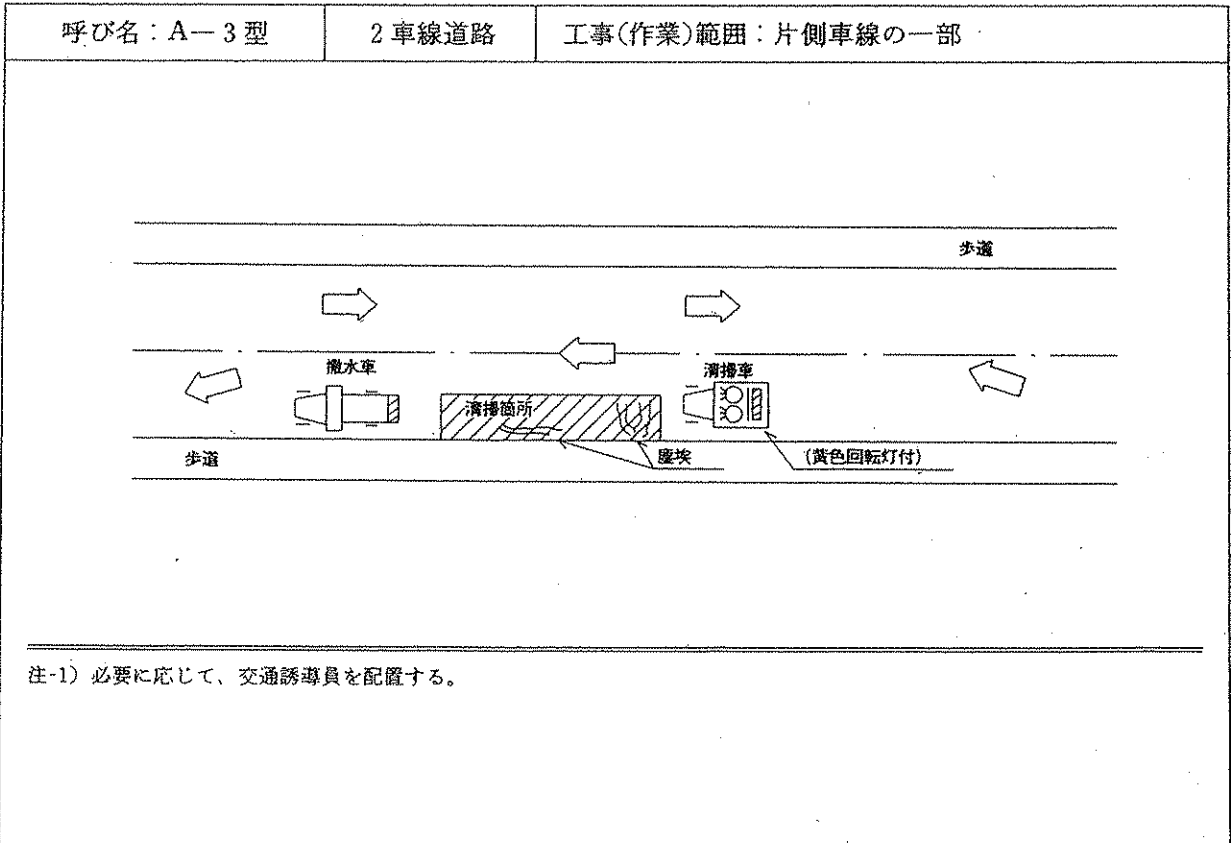 呼び名：A－3型
2車線道路
工事(作業)範囲：片側車線の一部
歩道
撒水車
清掃車
清掃箇所
歩道
塵埃
(黄色回転灯付)
注-1) 必要に応じて、交通誘導員を配置する。